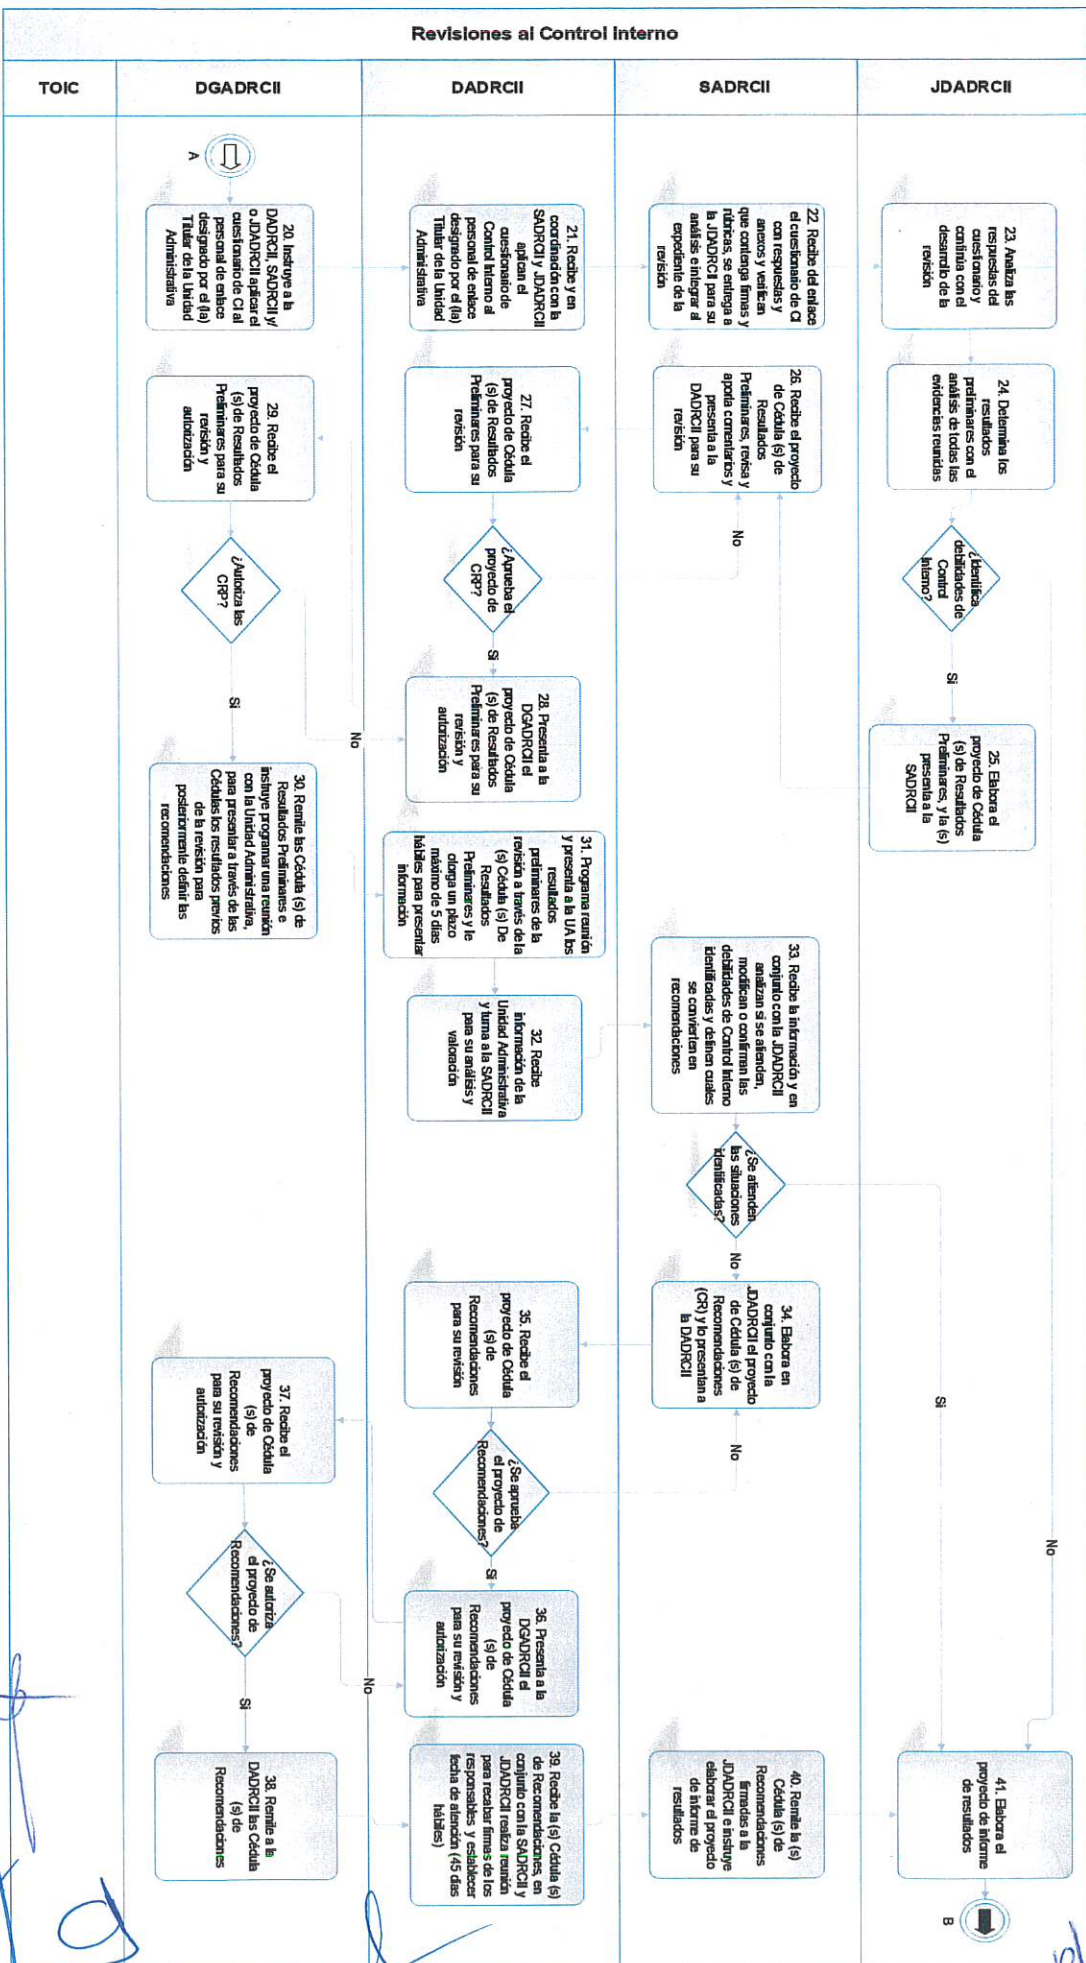 Revisiones al Control Interno
TOIC
DGADRCII
DADRCII
SADRCII
JDADRCII
A
20. Instruye a la
DADRCII, SADRCII y/
o JDADRCII aplicar el
cuestionario de CI al
personal de enlace
designado por el (la)
Titular de la Unidad
Administrativa
21. Recibe y en
coordinación con la
SADRCII y JDADRCII
aplican el
cuestionario de
Control Interno al
personal de enlace
designado por el (la)
Titular de la Unidad
Administrativa
22. Recibe del enlace
el cuestionario de CI
con respuestas y
anexos y verifican
que contenga firmas y
rúbricas, se entrega a
la JDADRCII para su
análisis e integrar al
expediente de la
revisión
23. Analiza las
respuestas del
cuestionario y
continúa con el
desarrollo de la
revisión
24. Determina los
resultados
preliminares con el
análisis de todas las
evidencias reunidas
¿Identifica
debilidades de
Control
Interno?
No
Si
25. Elabora el
proyecto de Cédula
(s) de Resultados
Preliminares, y la (s)
presenta a la
SADRCII
26. Recibe el proyecto
de Cédula (s) de
Resultados
Preliminares, revisa y
aporta comentarios y
presenta a la
DADRCII para su
revisión
27. Recibe el
proyecto de Cédula
(s) de Resultados
Preliminares para su
revisión
¿Aprueba el
proyecto de
CRP?
No
Si
28. Presenta a la
DGADRCII el
proyecto de Cédula
(s) de Resultados
Preliminares para su
revisión y
autorización
29. Recibe el
proyecto de Cédula
(s) de Resultados
Preliminares para su
revisión y
autorización
¿Autoriza las
CRP?
No
Si
30. Remite las Cédula (s) de
Resultados Preliminares e
instruye programar una reunión
con la Unidad Administrativa,
para presentar a través de las
Cédulas los resultados previos
de la revisión para
posteriormente definir las
recomendaciones
31. Programa reunión
y presenta a la UA los
resultados
preliminares de la
revisión a través de la
(s) Cédula (s) De
Resultados
Preliminares y le
otorga un plazo
máximo de 5 días
hábiles para presentar
información
32. Recibe
información de la
Unidad Administrativa
y turna a la SADRCII
para su análisis y
valoración
33. Recibe la información y en
conjunto con la JDADRCII
analizan si se atienden,
modifican o confirman las
debilidades de Control Interno
identificadas y definen cuales
se convierten en
recomendaciones
¿Se atienden
las situaciones
identificadas?
Si
No
34. Elabora en
conjunto con la
JDADRCII el proyecto
de Cédula (s) de
Recomendaciones
(CR) y lo presentan a
la DADRCII
35. Recibe el
proyecto de Cédula
(s) de
Recomendaciones
para su revisión
¿Se aprueba
el proyecto de
Recomendaciones?
No
Si
36. Presenta a la
DGADRCII el
proyecto de Cédula
(s) de
Recomendaciones
para su revisión y
autorización
37. Recibe el
proyecto de Cédula
(s) de
Recomendaciones
para su revisión y
autorización
¿Se autoriza
el proyecto de
Recomendaciones?
No
Si
38. Remite a la
DADRCII las Cédula
(s) de
Recomendaciones
39. Recibe la (s) Cédula (s)
de Recomendaciones, en
conjunto con la SADRCII y
JDADRCII realiza reunión
para recabar firmas de los
responsables y establecer
fecha de atención (45 días
hábiles)
40. Remite la (s)
Cédula (s) de
Recomendaciones
firmadas a la
JDADRCII e instruye
elaborar el proyecto
de informe de
resultados
41. Elabora el
proyecto de informe
de resultados
B